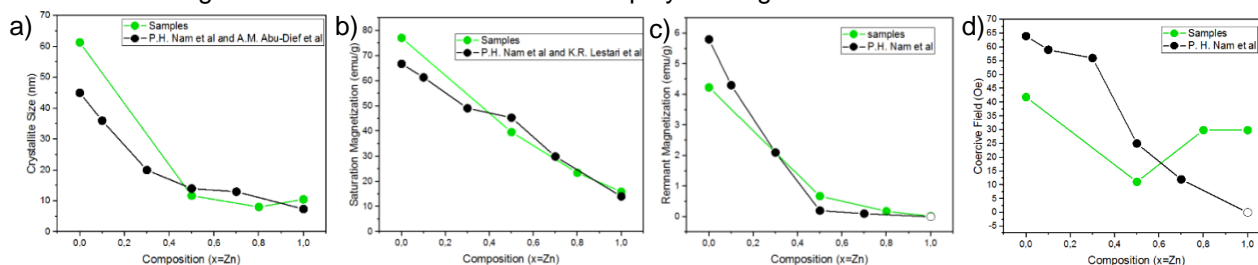 a)
Samples
P.H. Nam et al and A.M. Abu-Dief et al
Crystallite Size (nm)
70
60
50
40
30
20
10
0
0,0 0,2 0,4 0,6 0,8 1,0
Composition (x=Zn)
b)
Samples
P.H. Nam et al and K.R. Lestari et al
Saturation Magnetization (emu/g)
80
70
60
50
40
30
20
10
0
0,0 0,2 0,4 0,6 0,8 1,0
Composition (x=Zn)
c)
samples
P.H. Nam et al
Remnant Magnetization (emu/g)
6
5
4
3
2
1
0
0,0 0,2 0,4 0,6 0,8 1,0
Composition (x=Zn)
d)
Samples
P. H. Nam et al
Coercive Field (Oe)
70
65
60
55
50
45
40
35
30
25
20
15
10
5
0
-5
0,0 0,2 0,4 0,6 0,8 1,0
Composition (x=Zn)